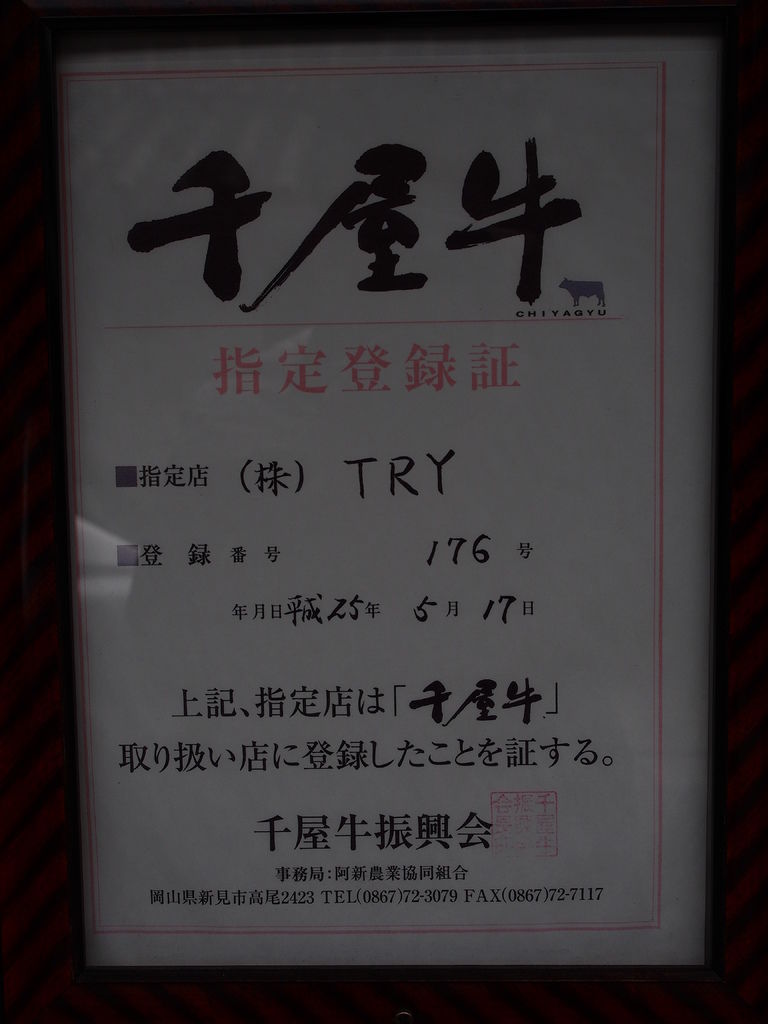 千屋牛
CHIYAGYU
指定登録証
■指定店 (株) TRY
■登録番号 176号
年月日 平成25年 5月 17日
上記、指定店は「千屋牛」
取り扱い店に登録したことを証する。
千屋牛振興会
事務局:阿新農業協同組合
岡山県新見市高尾2423 TEL(0867)72-3079 FAX(0867)72-7117